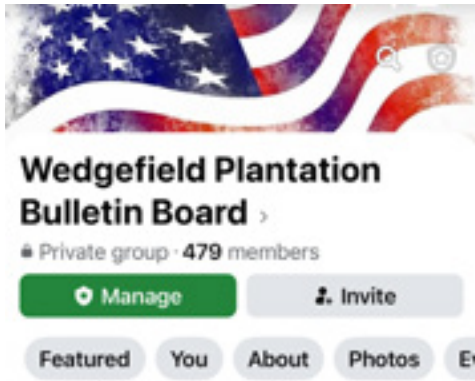 Wedgefield Plantation
Bulletin Board >
Private group · 479 members
Manage
Invite
Featured
You
About
Photos